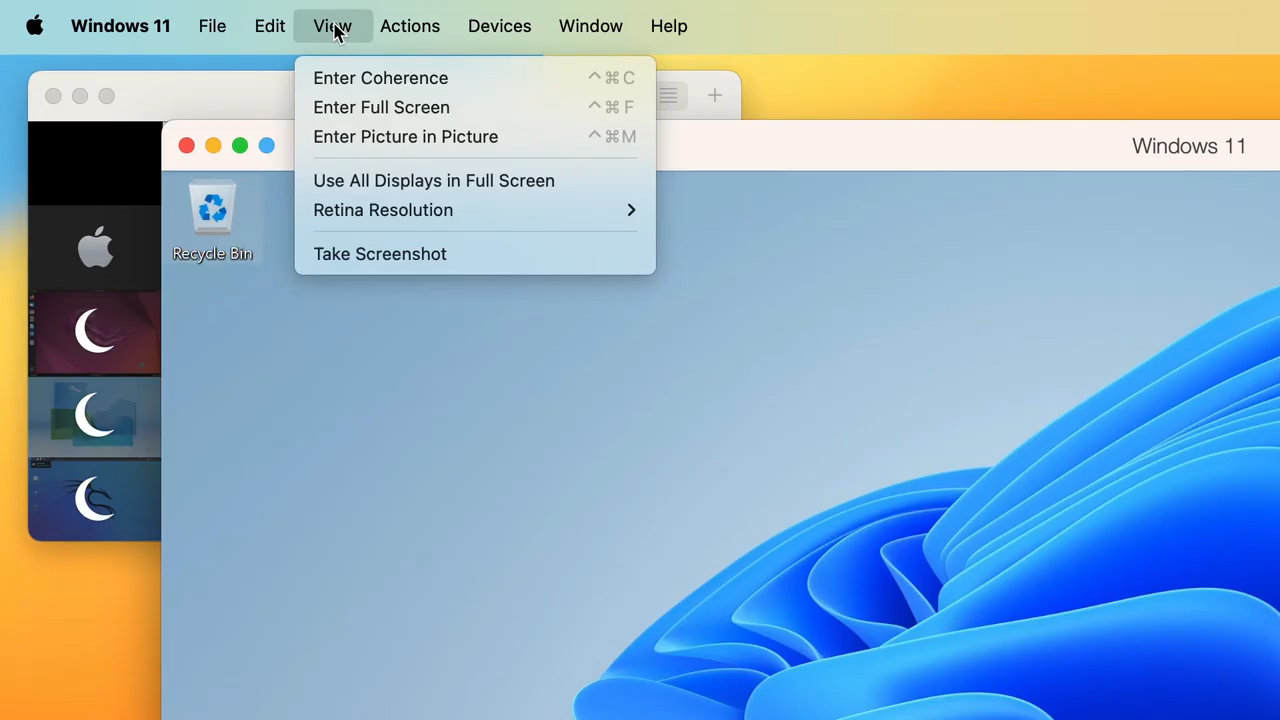 Windows 11 File Edit View Actions Devices Window Help
Enter Coherence ^⌘C
Enter Full Screen ^⌘F
Enter Picture in Picture ^⌘M
Windows 11
Use All Displays in Full Screen
Retina Resolution
Recycle Bin
Take Screenshot